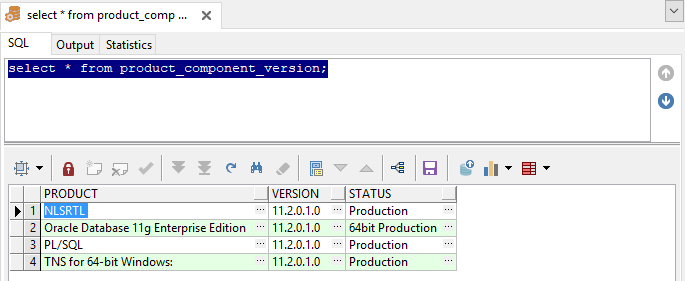 select * from product_comp ...
SQL Output Statistics
select * from product_component_version;
PRODUCT VERSION STATUS
1 NLSRTL ... 11.2.0.1.0 ... Production ...
2 Oracle Database 11g Enterprise Edition ... 11.2.0.1.0 ... 64bit Production ...
3 PL/SQL ... 11.2.0.1.0 ... Production ...
4 TNS for 64-bit Windows: ... 11.2.0.1.0 ... Production ...